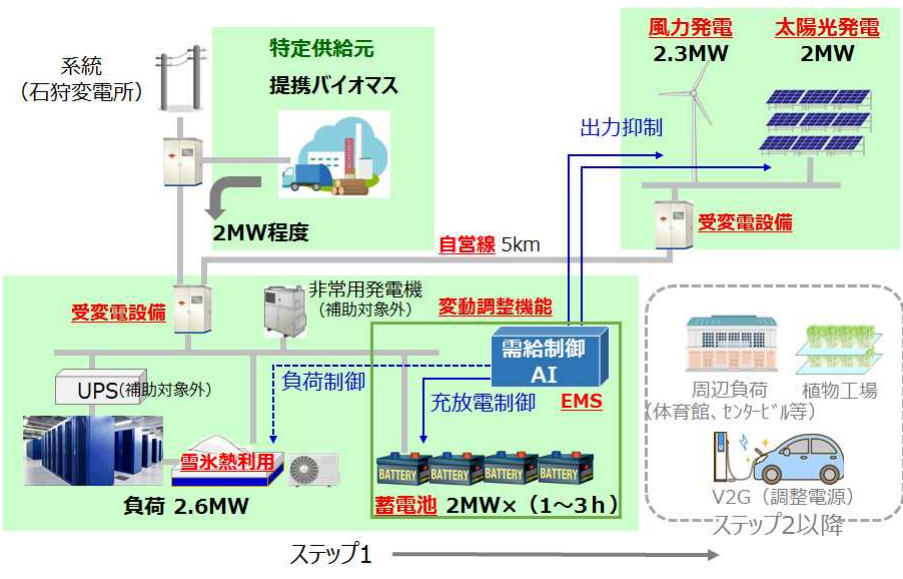 系統
（石狩変電所）
特定供給元
提携バイオマス
2MW程度
風力発電
2.3MW
太陽光発電
2MW
出力抑制
受変電設備
自営線 5km
受変電設備
非常用発電機
（補助対象外）
変動調整機能
需給制御
AI
EMS
負荷制御
充放電制御
UPS（補助対象外）
雪氷熱利用
負荷 2.6MW
BATTERY
BATTERY
BATTERY
BATTERY
蓄電池 2MW×（1～3ｈ）
周辺負荷
（体育館、ｾﾝﾀｰﾋﾞﾙ等）
植物工場
V2G（調整電源）
ステップ2以降
ステップ1